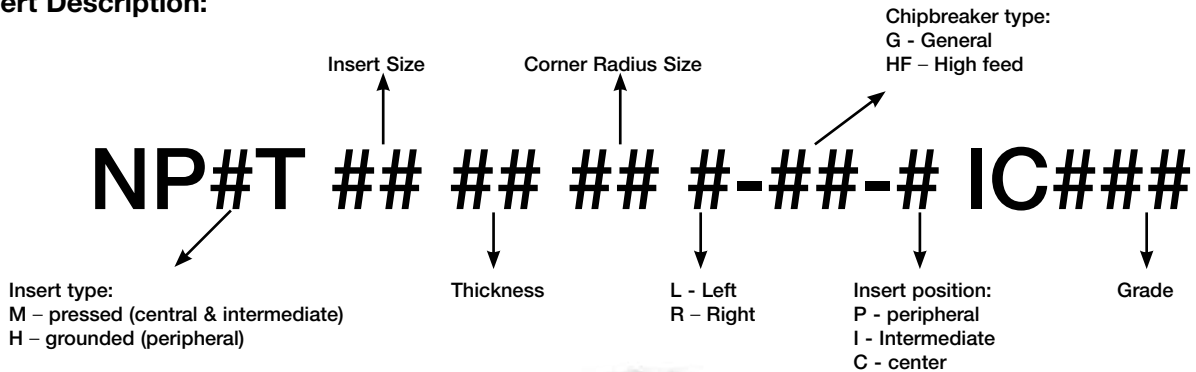 ert Description:
Chipbreaker type:
G - General
HF – High feed
Insert Size
Corner Radius Size
NP#T ## ## ## #-##-# IC###
Insert type:
M – pressed (central & intermediate)
H – grounded (peripheral)
Thickness
L - Left
R – Right
Insert position:
P - peripheral
I - Intermediate
C - center
Grade